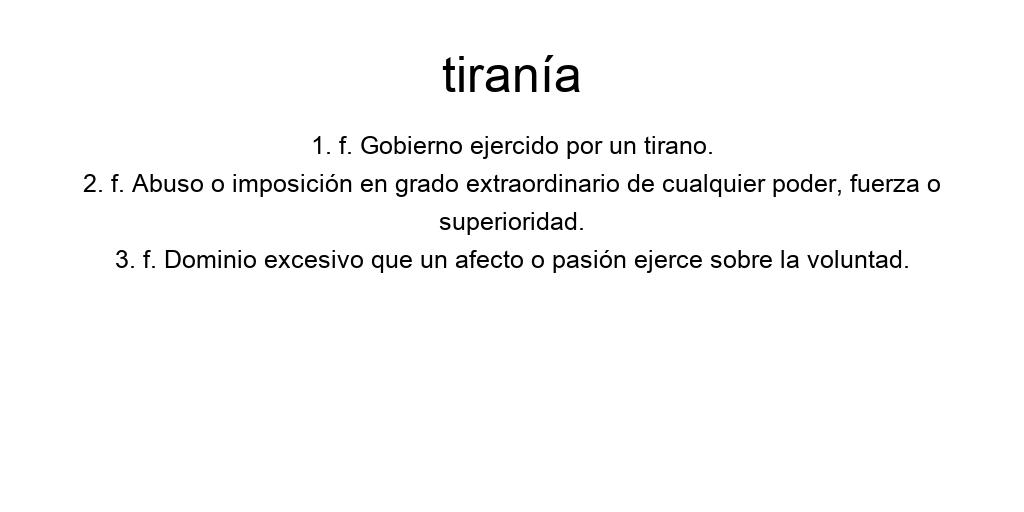 tiranía
1. f. Gobierno ejercido por un tirano.
2. f. Abuso o imposición en grado extraordinario de cualquier poder, fuerza o
superioridad.
3. f. Dominio excesivo que un afecto o pasión ejerce sobre la voluntad.